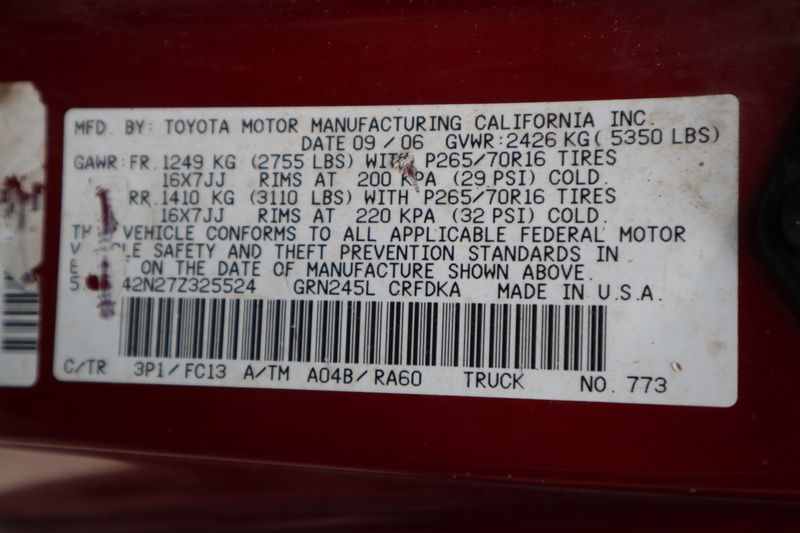 MFD. BY: TOYOTA MOTOR MANUFACTURING CALIFORNIA INC.
DATE 09 / 06 GVWR: 2426 KG ( 5350 LBS)
GAWR: FR. 1249 KG (2755 LBS) WITH P265/70R16 TIRES
16X7JJ RIMS AT 200 KPA (29 PSI) COLD.
RR. 1410 KG (3110 LBS) WITH P265/70R16 TIRES
16X7JJ RIMS AT 220 KPA (32 PSI) COLD.
VEHICLE CONFORMS TO ALL APPLICABLE FEDERAL MOTOR
SAFETY AND THEFT PREVENTION STANDARDS IN
ON THE DATE OF MANUFACTURE SHOWN ABOVE.
42N27Z325524 GRN245L CRFDKA MADE IN U.S.A.
C/TR 3P1/FC13 A/TM A04B/RA60 TRUCK NO. 773